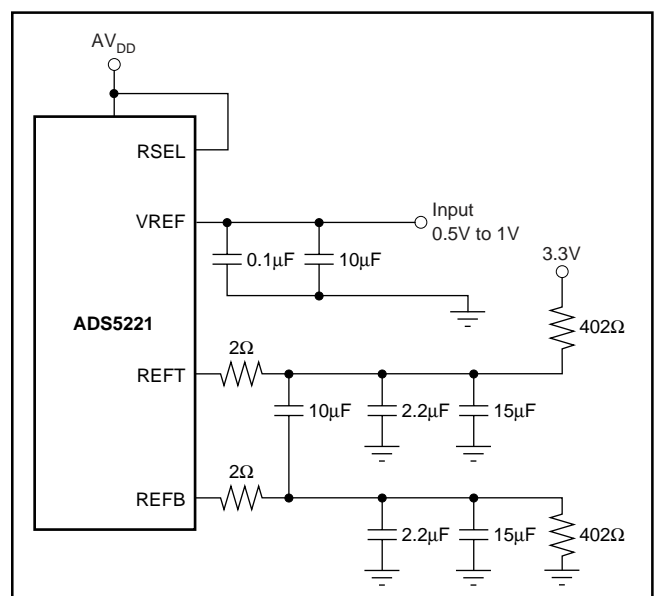 AV_DD
RSEL
VREF
Input
0.5V to 1V
0.1µF
10µF
3.3V
ADS5221
402Ω
2Ω
REFT
10µF
2.2µF
15µF
2Ω
REFB
2.2µF
15µF
402Ω